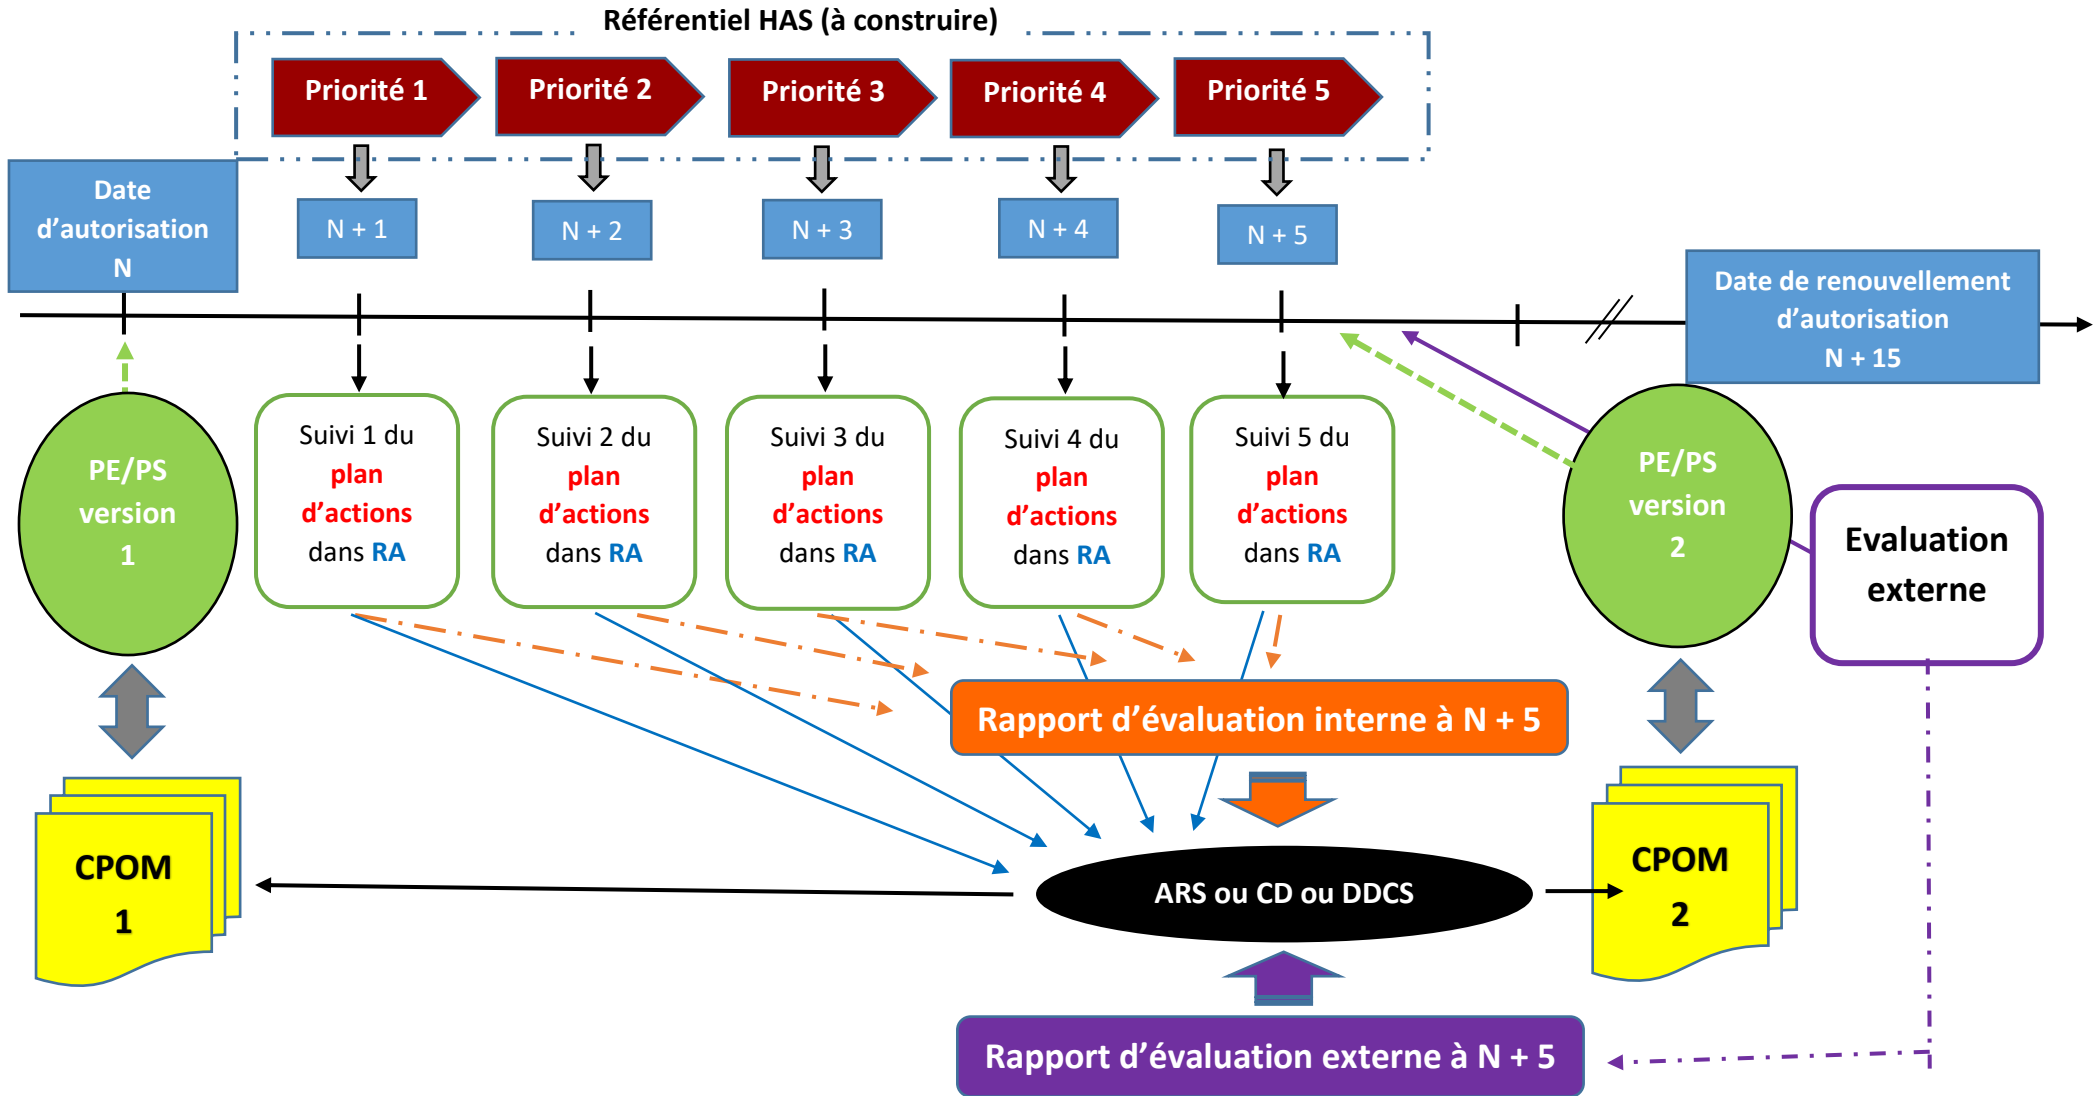 Référentiel HAS (à construire)
Priorité 1
Priorité 2
Priorité 3
Priorité 4
Priorité 5
Date
d'autorisation
N
N + 1
N + 2
N + 3
N + 4
N + 5
Date de renouvellement
d'autorisation
N + 15
PE/PS
version
1
Suivi 1 du
plan
d'actions
dans RA
Suivi 2 du
plan
d'actions
dans RA
Suivi 3 du
plan
d'actions
dans RA
Suivi 4 du
plan
d'actions
dans RA
Suivi 5 du
plan
d'actions
dans RA
PE/PS
version
2
Evaluation
externe
Rapport d'évaluation interne à N + 5
CPOM
1
ARS ou CD ou DDCS
CPOM
2
Rapport d'évaluation externe à N + 5